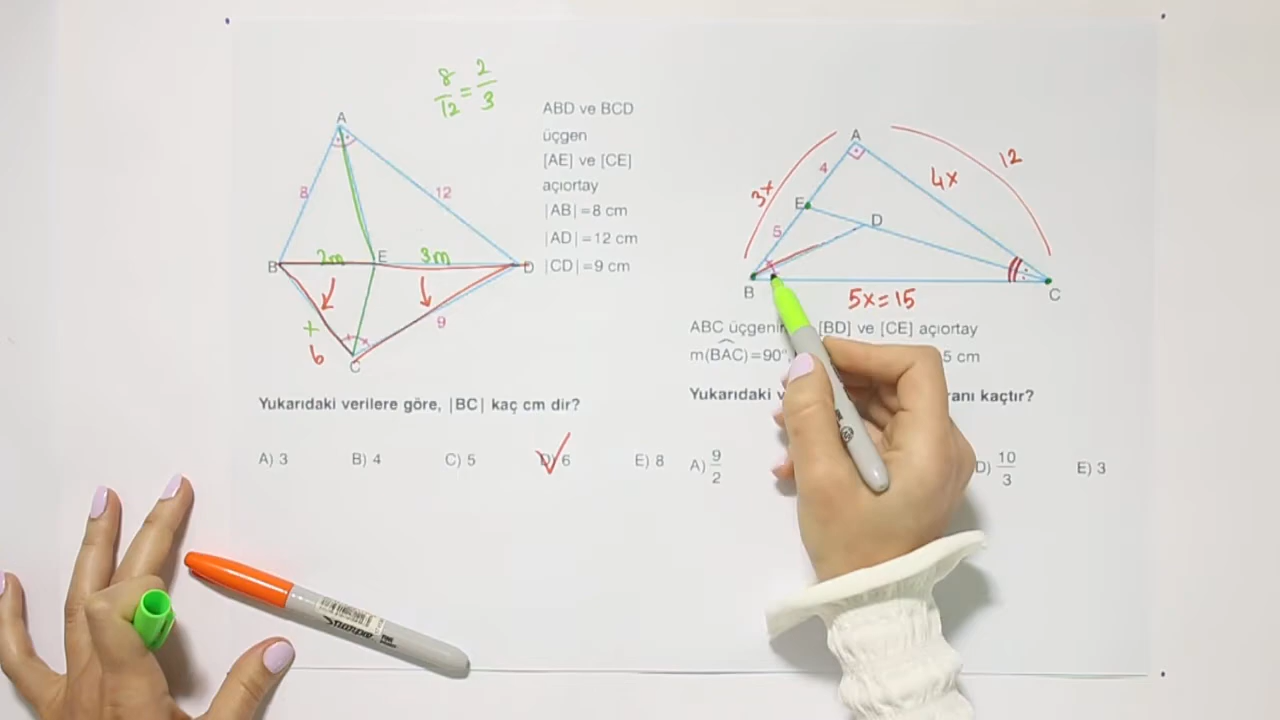 8/12 = 2/3
A
8
12
B
2m
E
3m
D
+
6
9
C
ABD ve BCD
üçgen
[AE] ve [CE]
açıortay
|AB| =8 cm
|AD| =12 cm
|CD| =9 cm
Yukarıdaki verilere göre, |BC| kaç cm dir?
A) 3
B) 4
C) 5
D) 6
E) 8
A
3x
4
4x
12
E
D
5
B
5x=15
C
[BD] ve [CE] açıortay
m(BAC)=90°
5 cm
Yukarıdaki
kaçtır?
A) 9/2
D) 10/3
E) 3
Sharpie